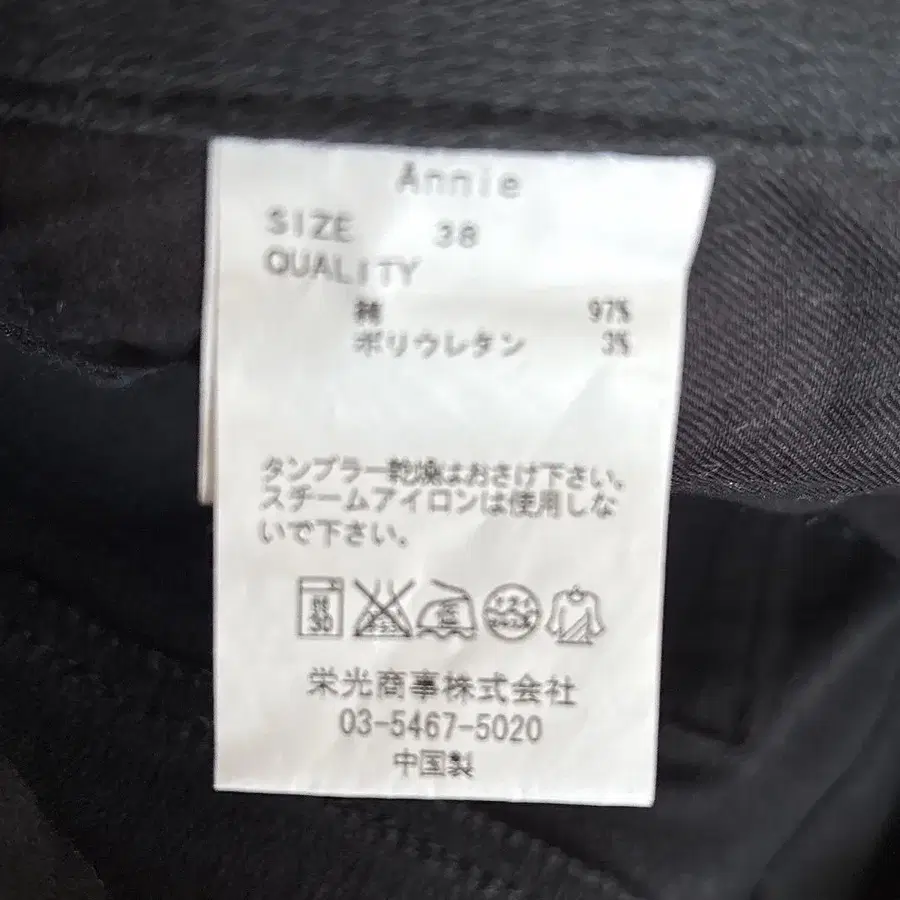 Annie
SIZE 38
QUALITY
綿 97%
ポリウレタン 3%
タンブラー乾燥はおさけ下さい。
スチームアイロンは使用しな
いで下さい。
30
栄光商事株式会社
03-5467-5020
中国製